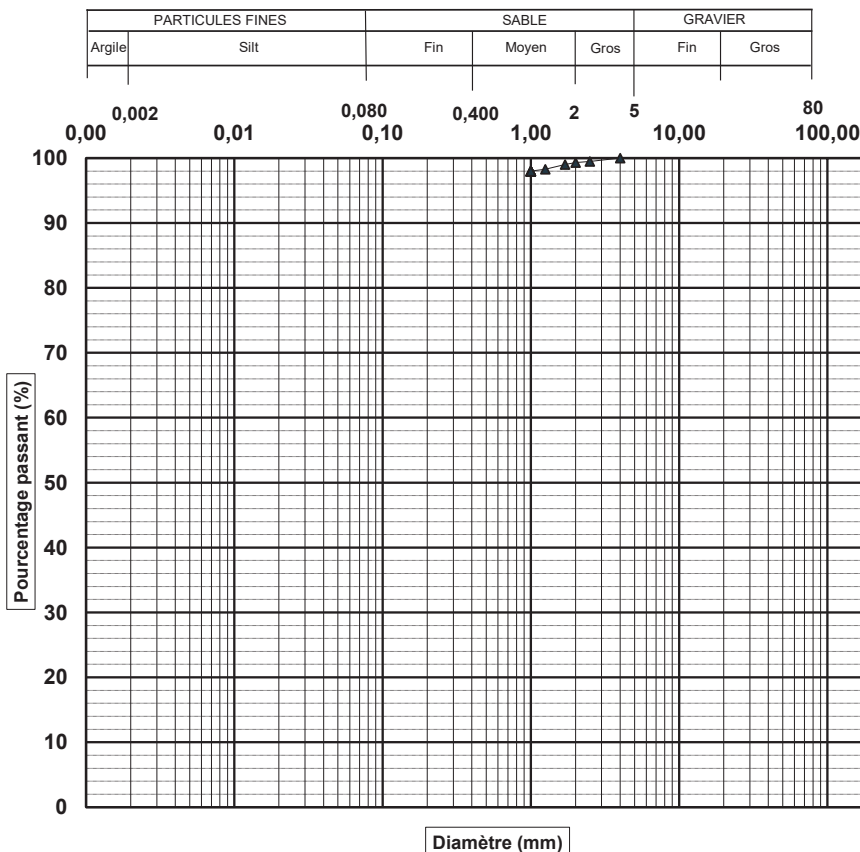 PARTICULES FINES SABLE GRAVIER
Argile Silt Fin Moyen Gros Fin Gros
0,002 0,080 0,400 2 5 80
0,00 0,01 0,10 1,00 10,00 100,00
100
90
80
70
60
50
40
30
20
10
0
Pourcentage passant (%)
Diamètre (mm)